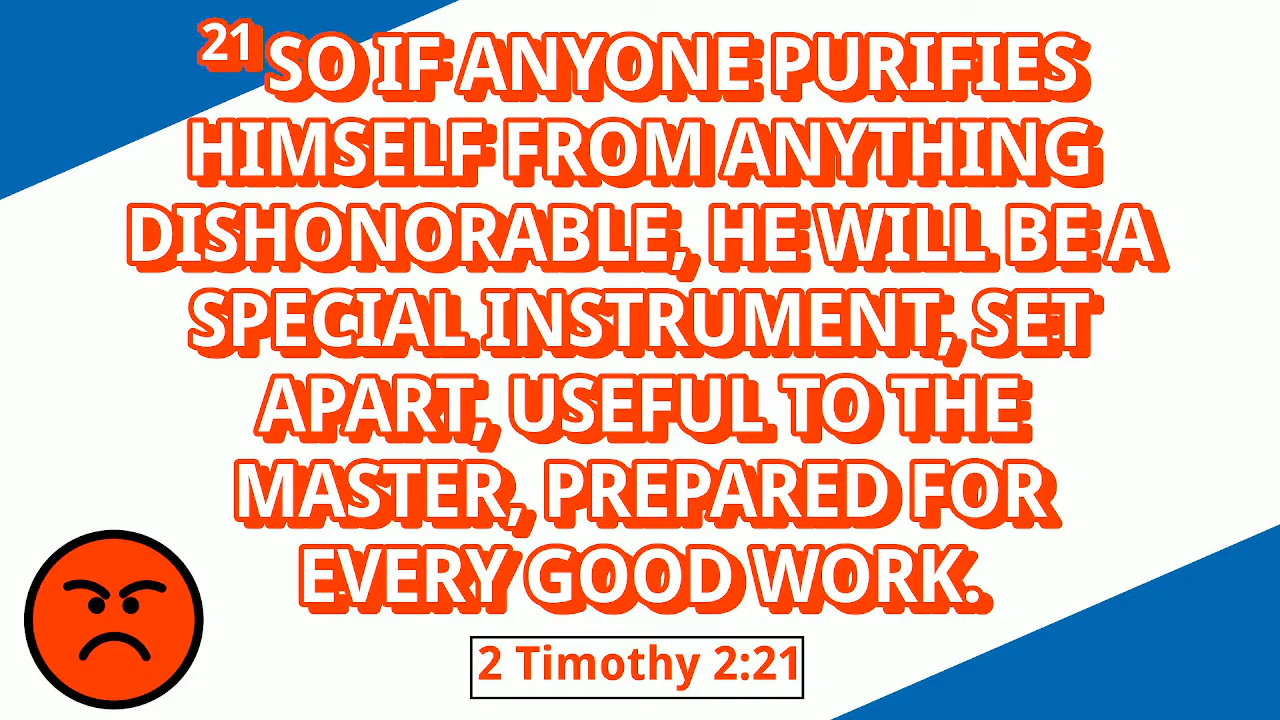 21 SO IF ANYONE PURIFIES
HIMSELF FROM ANYTHING
DISHONORABLE, HE WILL BE A
SPECIAL INSTRUMENT, SET
APART, USEFUL TO THE
MASTER, PREPARED FOR
EVERY GOOD WORK.
2 Timothy 2:21